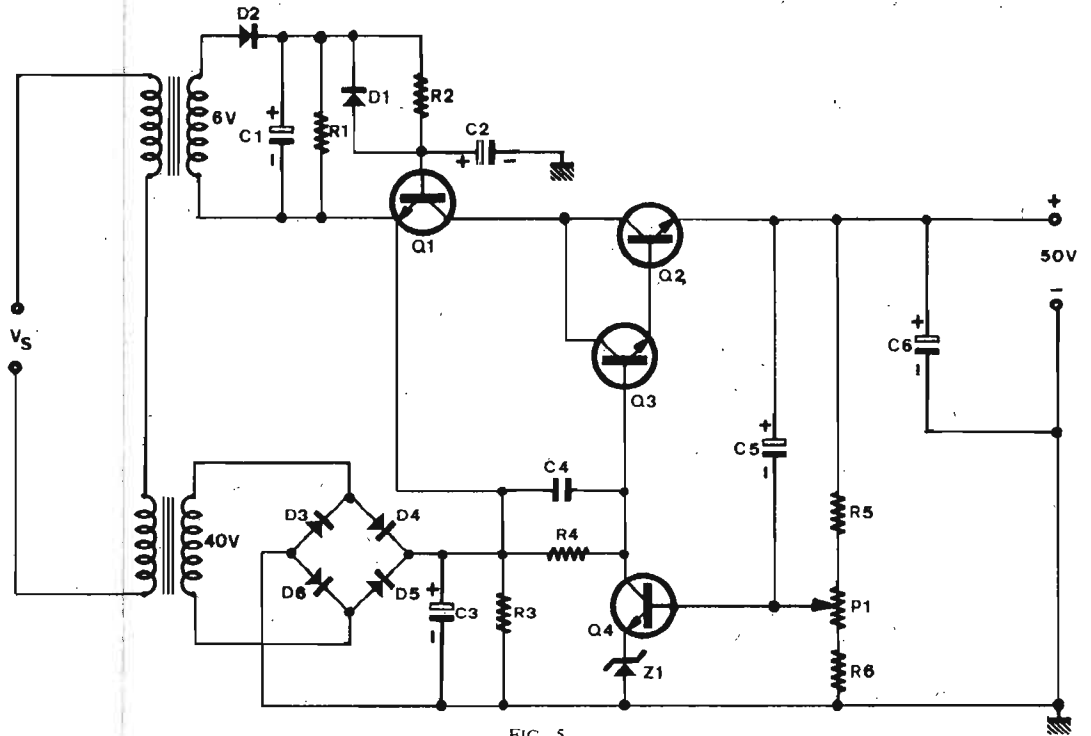 D2
6V
C1
+
-
R1
D1
R2
C2
+
-
Q1
Q2
+
50V
-
VS
Q3
C6
+
-
C5
+
-
C4
R4
R5
D3
D4
40V
D6
D5
C3
+
-
R3
Q4
Z1
P1
R6
FIG. 5